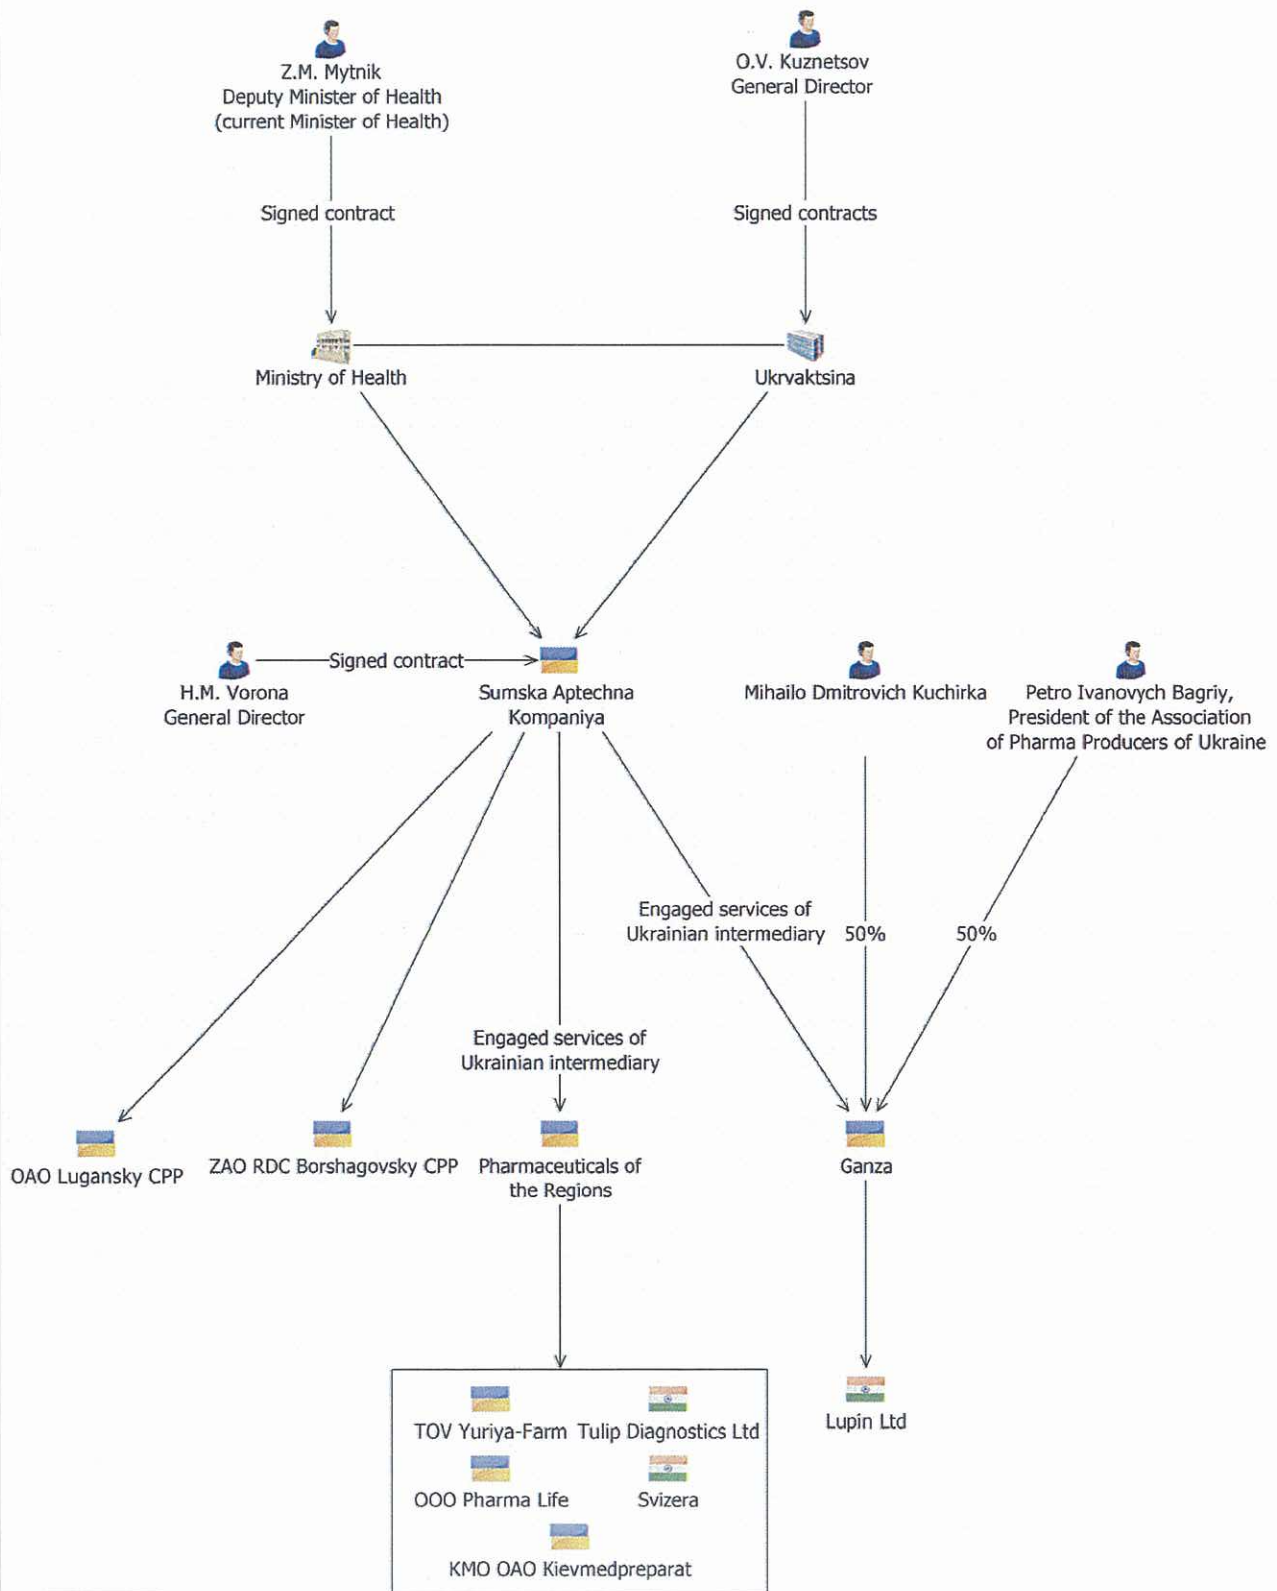 Z.M. Mytnik
Deputy Minister of Health
(current Minister of Health)
O.V. Kuznetsov
General Director
Signed contract
Signed contracts
Ministry of Health
Ukrvaktsina
H.M. Vorona
General Director
Signed contract
Sumska Aptechna
Kompaniya
Mihailo Dmitrovich Kuchirka
Petro Ivanovych Bagriy,
President of the Association
of Pharma Producers of Ukraine
Engaged services of
Ukrainian intermediary
50%
50%
Engaged services of
Ukrainian intermediary
OAO Lugansky CPP
ZAO RDC Borshagovsky CPP
Pharmaceuticals of
the Regions
Ganza
TOV Yuriya-Farm
Tulip Diagnostics Ltd
OOO Pharma Life
Svizera
KMO OAO Kievmedpreparat
Lupin Ltd